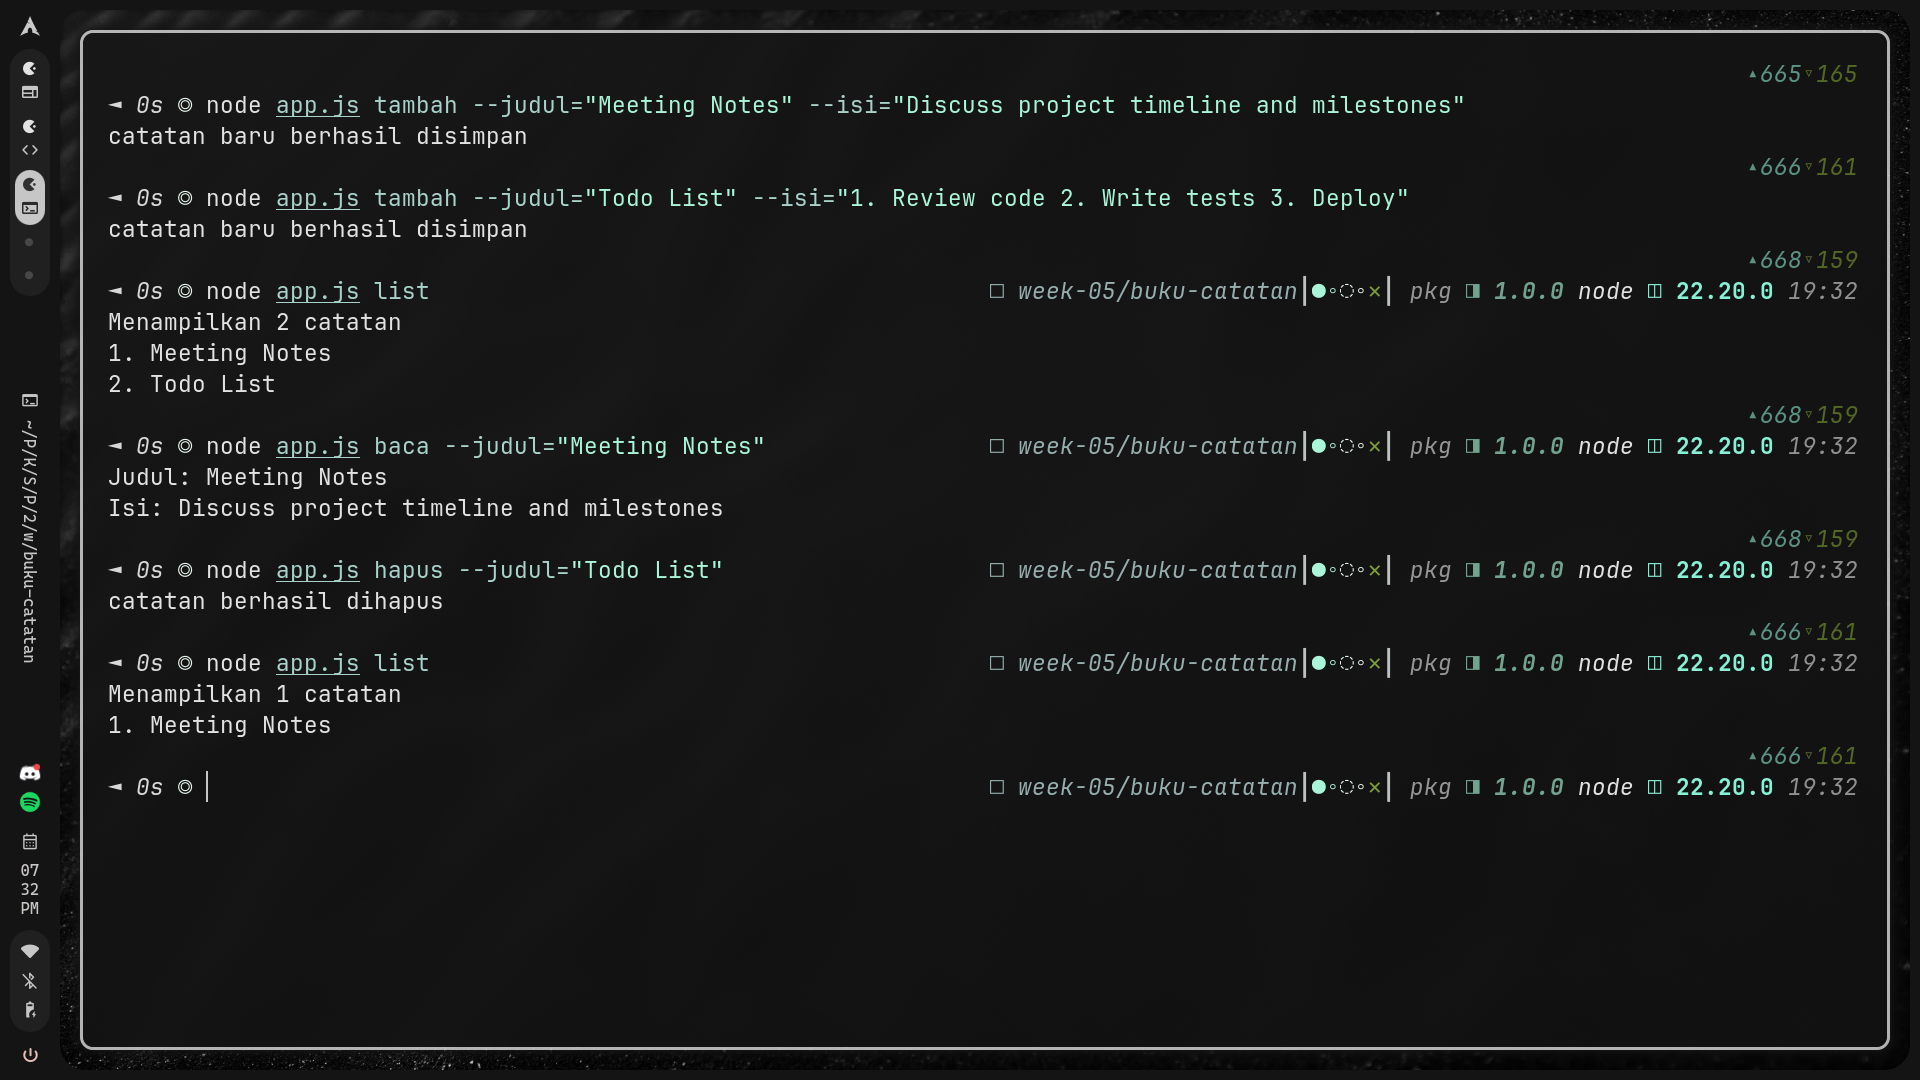 ▲665▽165
◄ 0s ◎ node app.js tambah --judul="Meeting Notes" --isi="Discuss project timeline and milestones"
catatan baru berhasil disimpan
▲666▽161
◄ 0s ◎ node app.js tambah --judul="Todo List" --isi="1. Review code 2. Write tests 3. Deploy"
catatan baru berhasil disimpan
▲668▽159
◄ 0s ◎ node app.js list □ week-05/buku-catatan|●∘◌∘×| pkg ◨ 1.0.0 node ◫ 22.20.0 19:32
Menampilkan 2 catatan
1. Meeting Notes
2. Todo List
▲668▽159
◄ 0s ◎ node app.js baca --judul="Meeting Notes" □ week-05/buku-catatan|●∘◌∘×| pkg ◨ 1.0.0 node ◫ 22.20.0 19:32
Judul: Meeting Notes
Isi: Discuss project timeline and milestones
▲668▽159
◄ 0s ◎ node app.js hapus --judul="Todo List" □ week-05/buku-catatan|●∘◌∘×| pkg ◨ 1.0.0 node ◫ 22.20.0 19:32
catatan berhasil dihapus
▲666▽161
◄ 0s ◎ node app.js list □ week-05/buku-catatan|●∘◌∘×| pkg ◨ 1.0.0 node ◫ 22.20.0 19:32
Menampilkan 1 catatan
1. Meeting Notes
▲666▽161
◄ 0s ◎ □ week-05/buku-catatan|●∘◌∘×| pkg ◨ 1.0.0 node ◫ 22.20.0 19:32
~/P/K/S/P/2/w/buku-catatan
07
32
PM